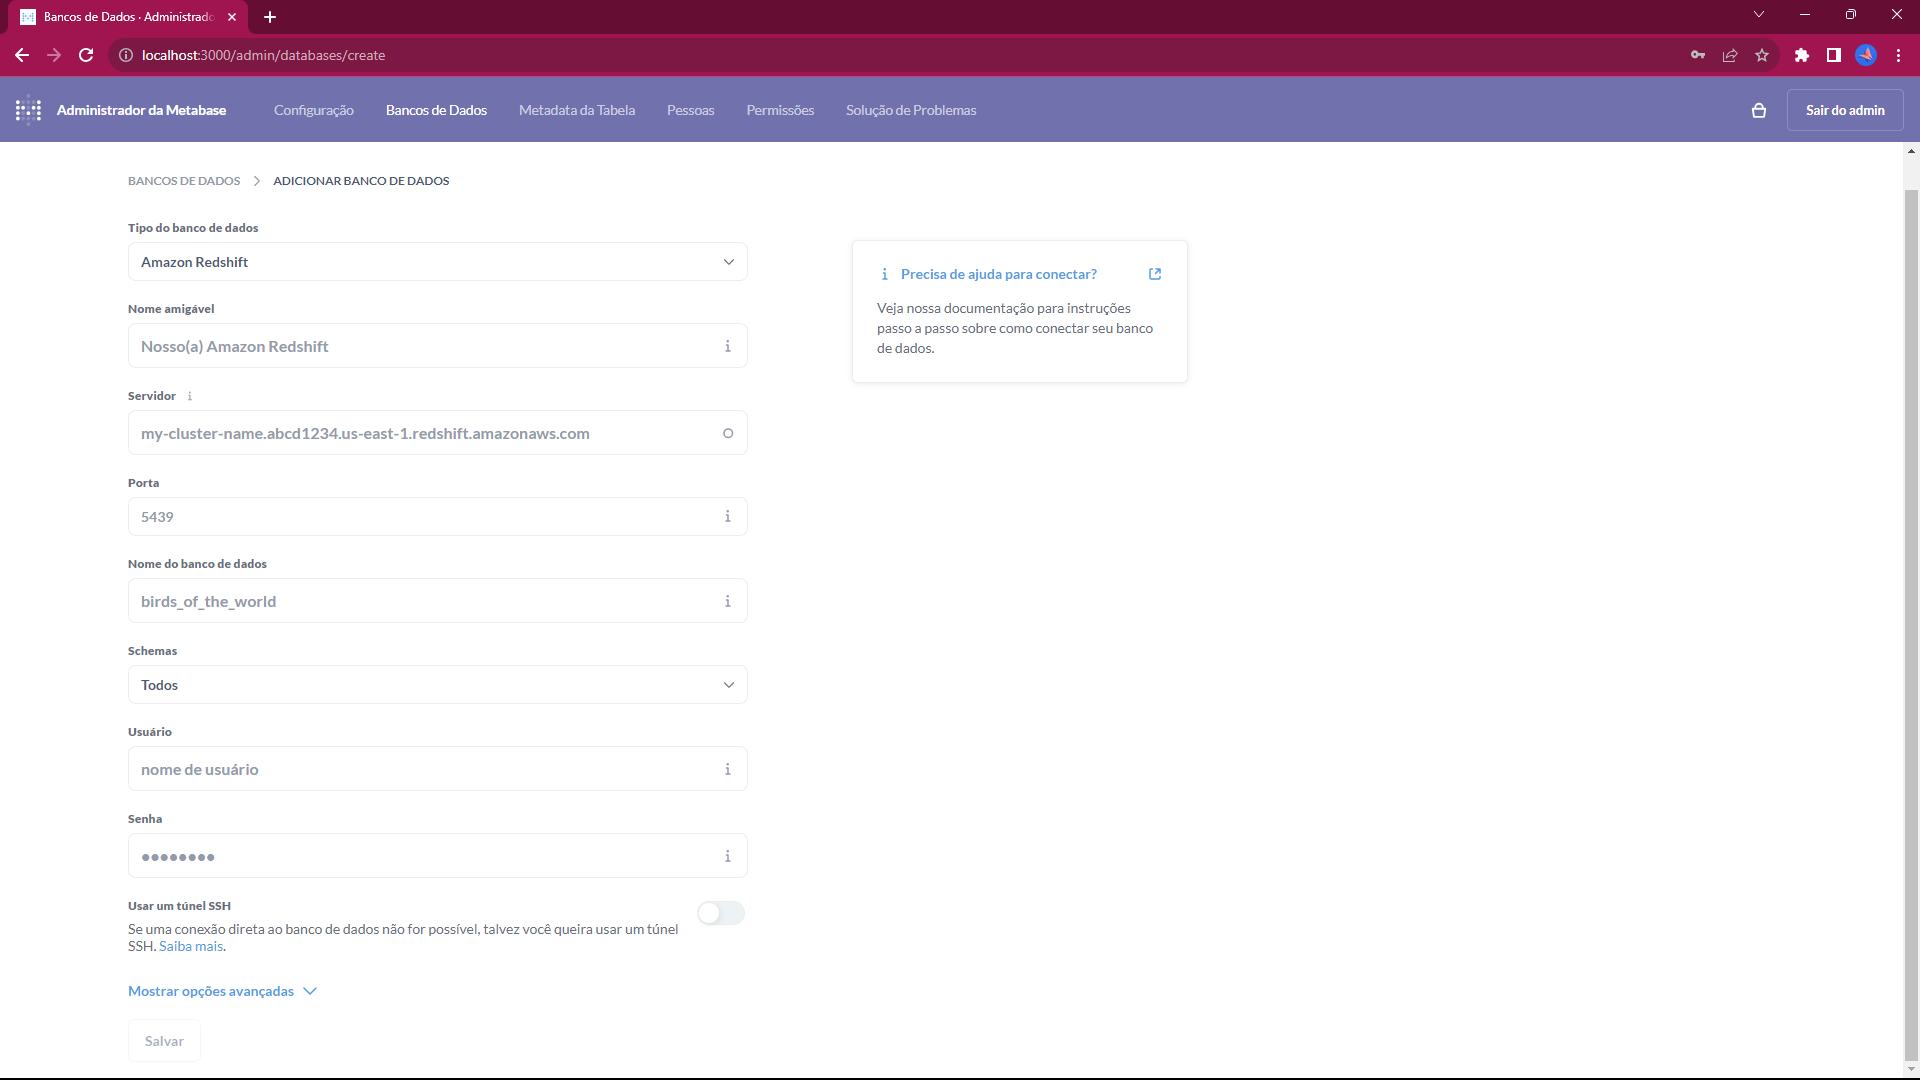 Bancos de Dados · Administrado
localhost:3000/admin/databases/create
Administrador da Metabase
Configuração
Bancos de Dados
Metadata da Tabela
Pessoas
Permissões
Solução de Problemas
Sair do admin
BANCOS DE DADOS
ADICIONAR BANCO DE DADOS
Tipo do banco de dados
Amazon Redshift
Nome amigável
Nosso(a) Amazon Redshift
Servidor
my-cluster-name.abcd1234.us-east-1.redshift.amazonaws.com
Porta
5439
Nome do banco de dados
birds_of_the_world
Schemas
Todos
Usuário
nome de usuário
Senha
●●●●●●●●
Usar um túnel SSH
Se uma conexão direta ao banco de dados não for possível, talvez você queira usar um túnel
SSH. Saiba mais.
Mostrar opções avançadas
Salvar
Precisa de ajuda para conectar?
Veja nossa documentação para instruções
passo a passo sobre como conectar seu banco
de dados.